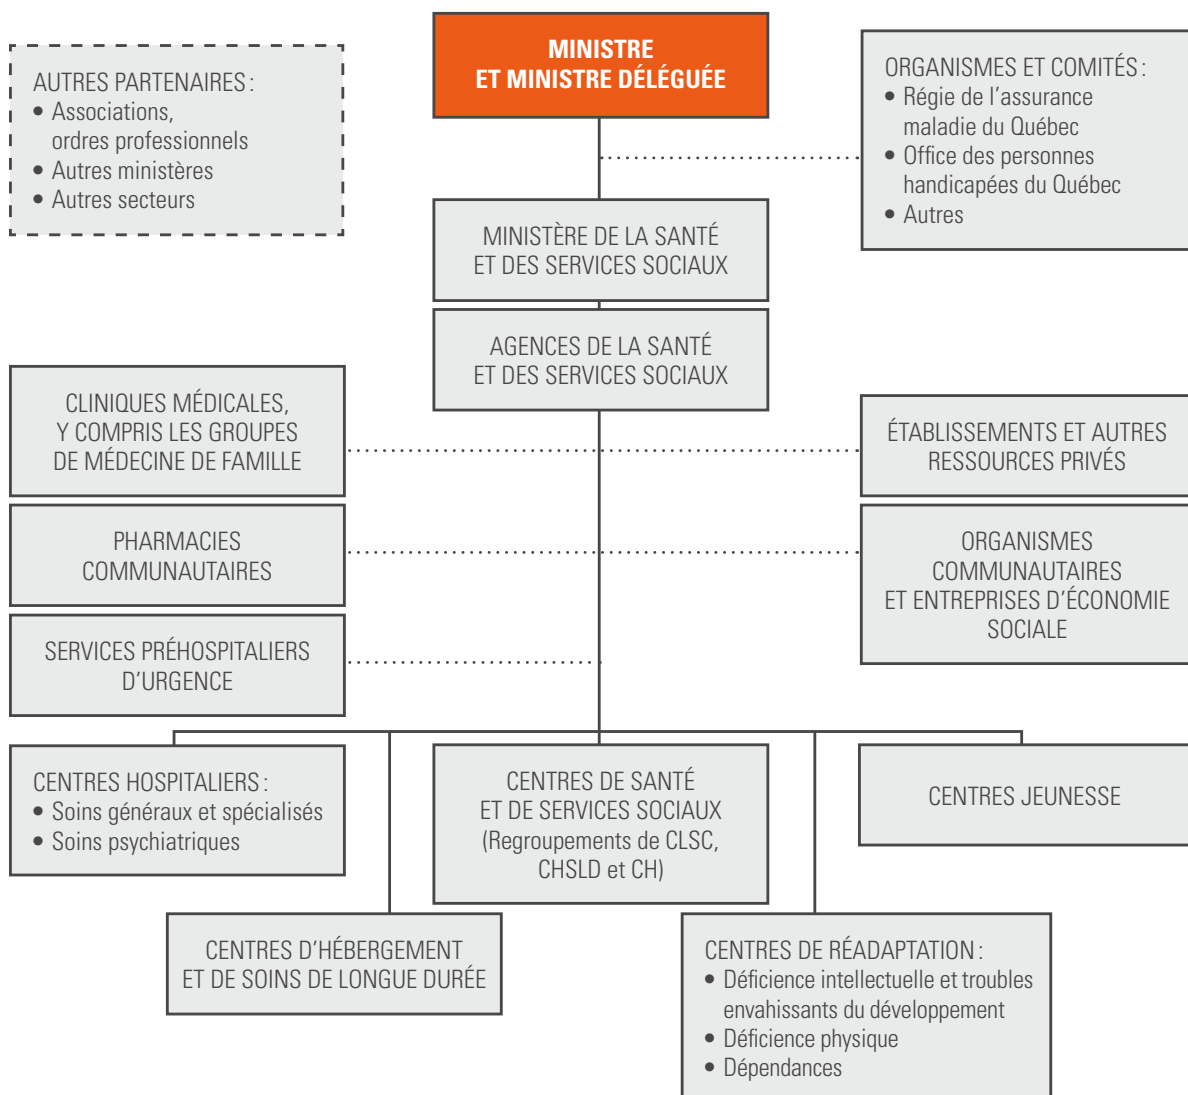 MINISTRE
ET MINISTRE DÉLÉGUÉE
AUTRES PARTENAIRES :
• Associations,
ordres professionnels
• Autres ministères
• Autres secteurs
ORGANISMES ET COMITÉS :
• Régie de l'assurance
maladie du Québec
• Office des personnes
handicapées du Québec
• Autres
MINISTÈRE DE LA SANTÉ
ET DES SERVICES SOCIAUX
AGENCES DE LA SANTÉ
ET DES SERVICES SOCIAUX
CLINIQUES MÉDICALES,
Y COMPRIS LES GROUPES
DE MÉDECINE DE FAMILLE
ÉTABLISSEMENTS ET AUTRES
RESSOURCES PRIVÉS
PHARMACIES
COMMUNAUTAIRES
ORGANISMES
COMMUNAUTAIRES
ET ENTREPRISES D'ÉCONOMIE
SOCIALE
SERVICES PRÉHOSPITALIERS
D'URGENCE
CENTRES HOSPITALIERS :
• Soins généraux et spécialisés
• Soins psychiatriques
CENTRES DE SANTÉ
ET DE SERVICES SOCIAUX
(Regroupements de CLSC,
CHSLD et CH)
CENTRES JEUNESSE
CENTRES D'HÉBERGEMENT
ET DE SOINS DE LONGUE DURÉE
CENTRES DE RÉADAPTATION :
• Déficience intellectuelle et troubles
envahissants du développement
• Déficience physique
• Dépendances